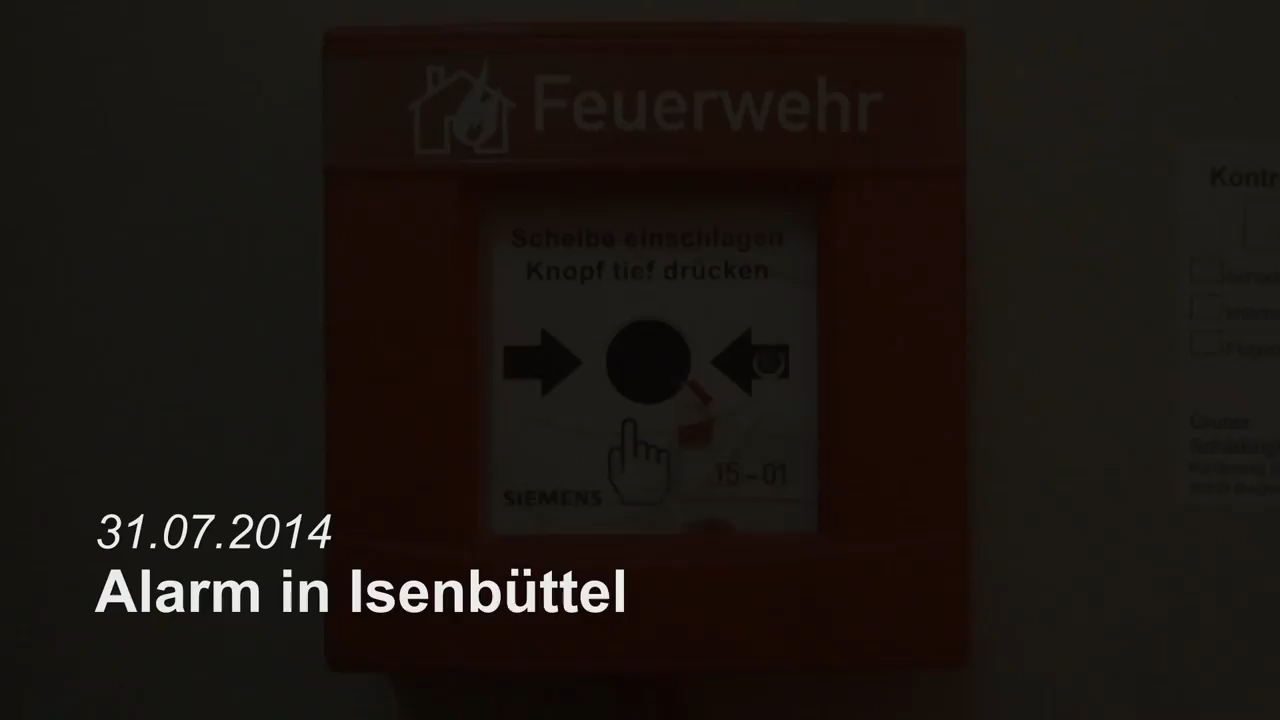 Feuerwehr
Scheibe einschlagen
Knopf tief drücken
15-01
SIEMENS
31.07.2014
Alarm in Isenbüttel